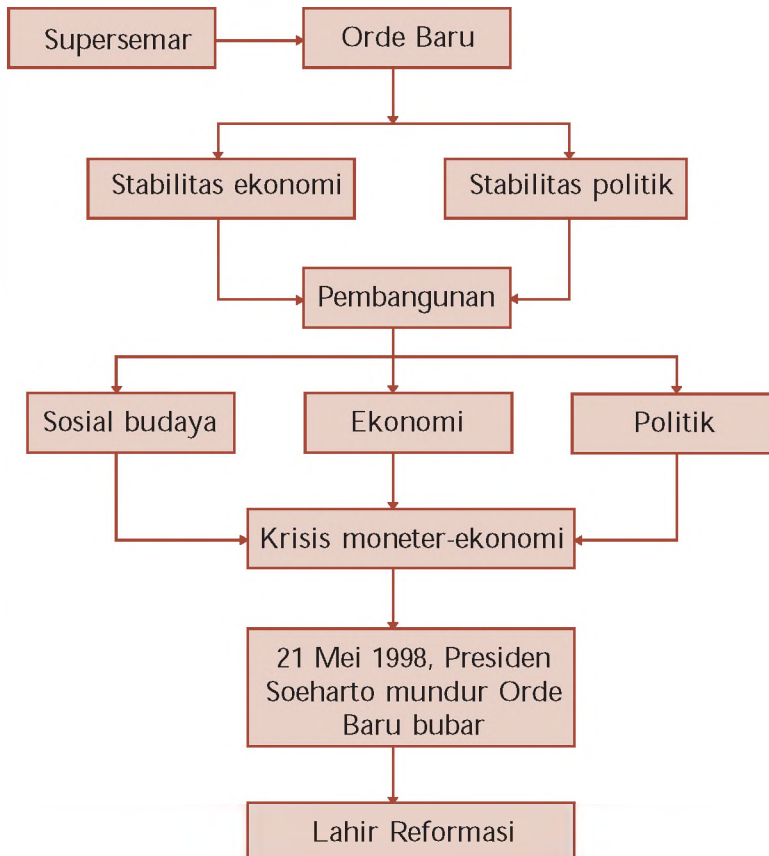 Supersemar
Orde Baru
Stabilitas ekonomi
Stabilitas politik
Pembangunan
Sosial budaya
Ekonomi
Politik
Krisis moneter-ekonomi
21 Mei 1998, Presiden
Soeharto mundur Orde
Baru bubar
Lahir Reformasi